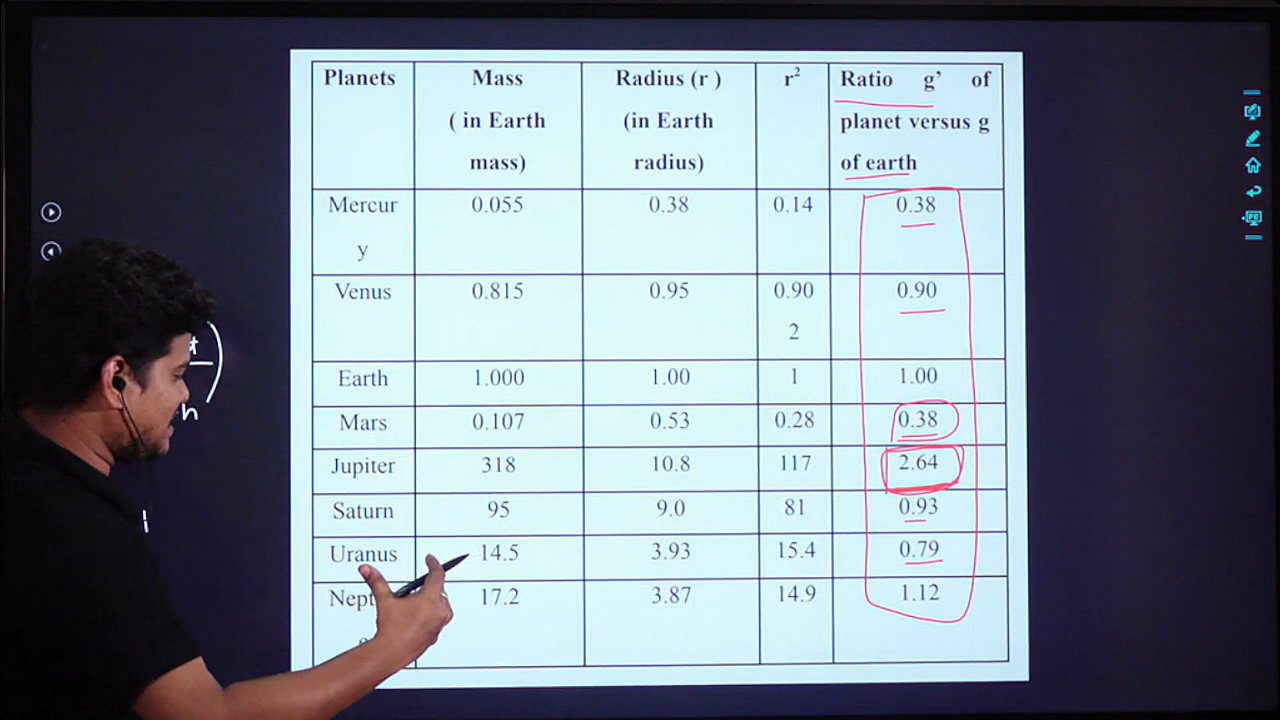 Planets Mass Radius (r ) r² Ratio g’ of
( in Earth (in Earth planet versus g
mass) radius) of earth
Mercur 0.055 0.38 0.14 0.38
y
Venus 0.815 0.95 0.90 0.90
2
Earth 1.000 1.00 1 1.00
Mars 0.107 0.53 0.28 0.38
Jupiter 318 10.8 117 2.64
Saturn 95 9.0 81 0.93
Uranus 14.5 3.93 15.4 0.79
17.2 3.87 14.9 1.12